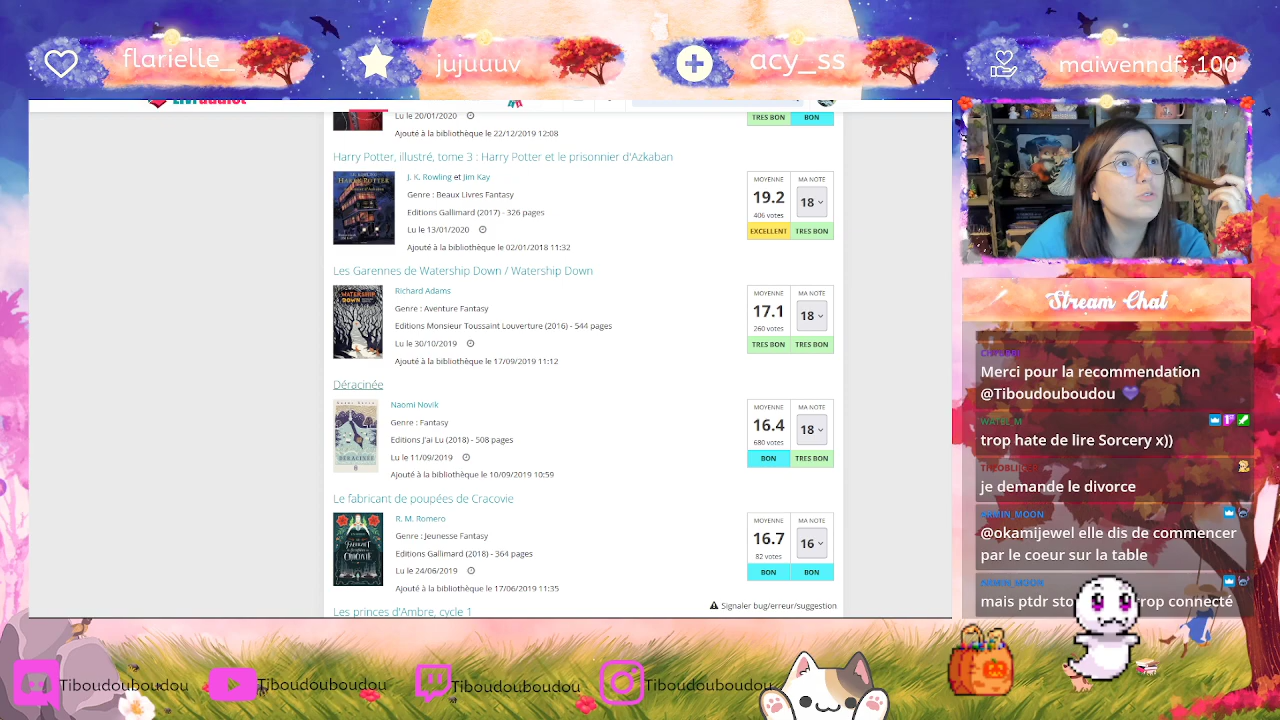 flarielle_
jujuuuv
acy_ss
maiwenndf: 100
Livraddict
Lu le 20/01/2020
TRES BON
BON
Ajouté à la bibliothèque le 22/12/2019 12:08
Harry Potter, illustré, tome 3 : Harry Potter et le prisonnier d'Azkaban
J. K. Rowling et Jim Kay
Genre : Beaux Livres Fantasy
Editions Gallimard (2017) - 326 pages
Lu le 13/01/2020
Ajouté à la bibliothèque le 02/01/2018 11:32
MOYENNE
MA NOTE
19.2
18
406 votes
EXCELLENT
TRES BON
Les Garennes de Watership Down / Watership Down
WATERSHIP
DOWN
Richard Adams
Genre : Aventure Fantasy
Editions Monsieur Toussaint Louverture (2016) - 544 pages
Lu le 30/10/2019
Ajouté à la bibliothèque le 17/09/2019 11:12
MOYENNE
MA NOTE
17.1
18
260 votes
TRES BON
TRES BON
Déracinée
Naomi Novik
Genre : Fantasy
Editions J'ai Lu (2018) - 508 pages
Lu le 11/09/2019
Ajouté à la bibliothèque le 10/09/2019 10:59
MOYENNE
MA NOTE
16.4
18
680 votes
BON
TRES BON
Le fabricant de poupées de Cracovie
R. M. Romero
Genre : Jeunesse Fantasy
Editions Gallimard (2018) - 364 pages
Lu le 24/06/2019
Ajouté à la bibliothèque le 17/06/2019 11:35
MOYENNE
MA NOTE
16.7
16
82 votes
BON
BON
Les princes d'Ambre, cycle 1
Signaler bug/erreur/suggestion
Stream Chat
Merci pour la recommendation
@Tiboudouboudou
trop hate de lire Sorcery x))
je demande le divorce
ARMIN_MOON
@okamijewel elle dis de commencer
par le coeur sur la table
ARMIN_MOON
mais ptdr connecté
Tiboudouboudou
Tiboudouboudou
Tiboudouboudou
Tiboudouboudou